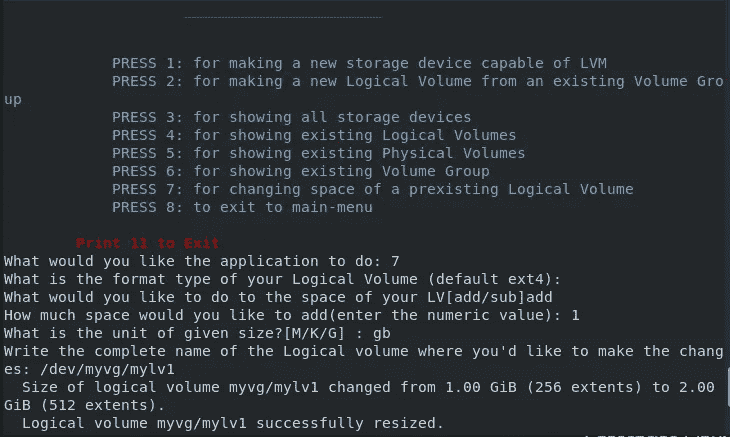 PRESS 1: for making a new storage device capable of LVM
PRESS 2: for making a new Logical Volume from an existing Volume Gro
up
PRESS 3: for showing all storage devices
PRESS 4: for showing existing Logical Volumes
PRESS 5: for showing existing Physical Volumes
PRESS 6: for showing existing Volume Group
PRESS 7: for changing space of a prexisting Logical Volume
PRESS 8: to exit to main-menu
Print 11 to Exit
What would you like the application to do: 7
What is the format type of your Logical Volume (default ext4):
What would you like to do to the space of your LV[add/sub]add
How much space would you like to add(enter the numeric value): 1
What is the unit of given size?[M/K/G] : gb
Write the complete name of the Logical volume where you'd like to make the chang
es: /dev/myvg/mylv1
Size of logical volume myvg/mylv1 changed from 1.00 GiB (256 extents) to 2.00
GiB (512 extents).
Logical volume myvg/mylv1 successfully resized.